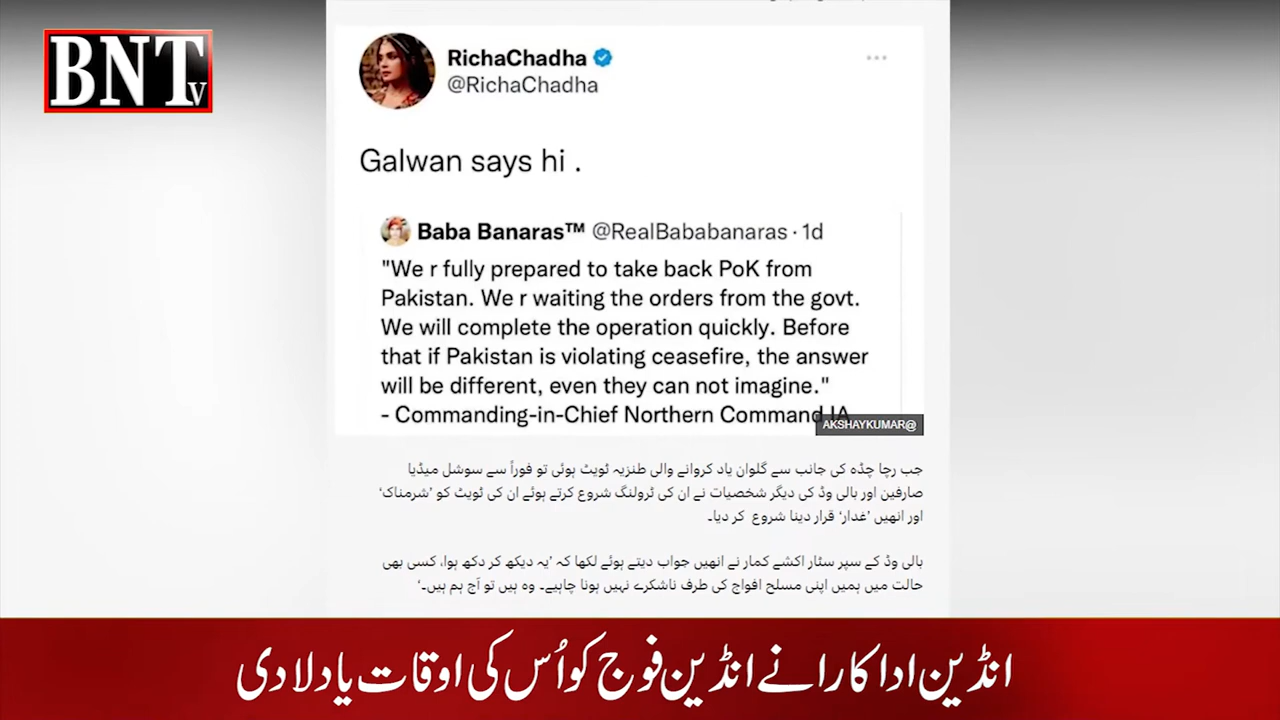 BNTv
RichaChadha
@RichaChadha
Galwan says hi .
Baba Banaras™ @RealBababanaras · 1d
"We r fully prepared to take back PoK from
Pakistan. We r waiting the orders from the govt.
We will complete the operation quickly. Before
that if Pakistan is violating ceasefire, the answer
will be different, even they can not imagine."
- Commanding-in-Chief Northern Command IA
AKSHAYKUMAR@
جب رچا چڈہ کی جانب سے گلوان یاد کروانے والی طنزیہ ٹویٹ ہوئی تو فوراً سے سوشل میڈیا
صارفین اور بالی وڈ کی دیگر شخصیات نے ان کی ٹرولنگ شروع کرتے ہوئے ان کی ٹویٹ کو ’شرمناک‘
اور انھیں ’غدار‘ قرار دینا شروع کر دیا۔
بالی وڈ کے سپر سٹار اکشے کمار نے انھیں جواب دیتے ہوئے لکھا کہ ’یہ دیکھ کر دکھ ہوا، کسی بھی
حالت میں ہمیں اپنی مسلح افواج کی طرف ناشکرے نہیں ہونا چاہیے۔ وہ ہیں تو آج ہم ہیں۔‘
انڈین اداکارا نے انڈین فوج کو اُس کی اوقات یاد دلا دی